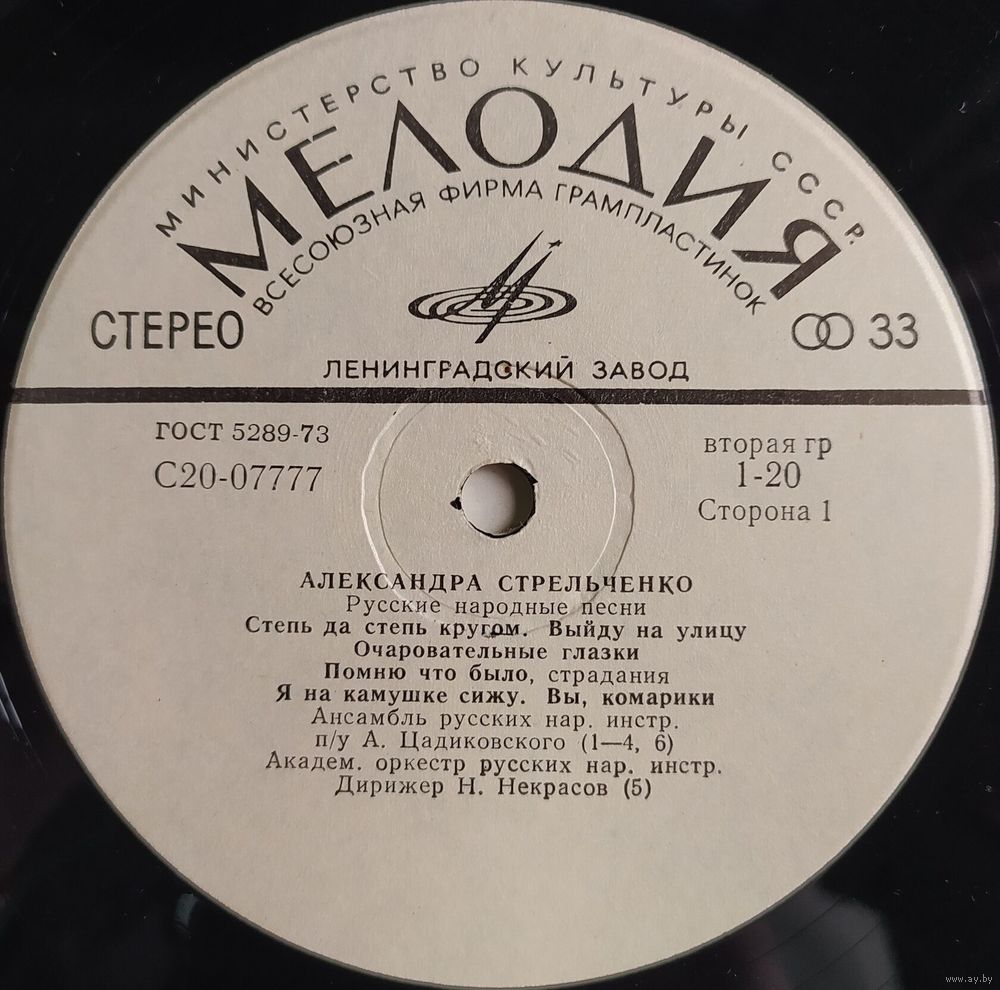 МИНИСТЕРСТВО КУЛЬТУРЫ СССР.
МЕЛОДИЯ
ВСЕСОЮЗНАЯ ФИРМА ГРАМПЛАСТИНОК
СТЕРЕО
33
ЛЕНИНГРАДСКИЙ ЗАВОД
ГОСТ 5289-73
С20-07777
вторая гр
1-20
Сторона 1
АЛЕКСАНДРА СТРЕЛЬЧЕНКО
Русские народные песни
Степь да степь кругом. Выйду на улицу
Очаровательные глазки
Помню что было, страдания
Я на камушке сижу. Вы, комарики
Ансамбль русских нар. инстр.
п/у А. Цадиковского (1—4, 6)
Академ. оркестр русских нар. инстр.
Дирижер Н. Некрасов (5)
www.ay.by